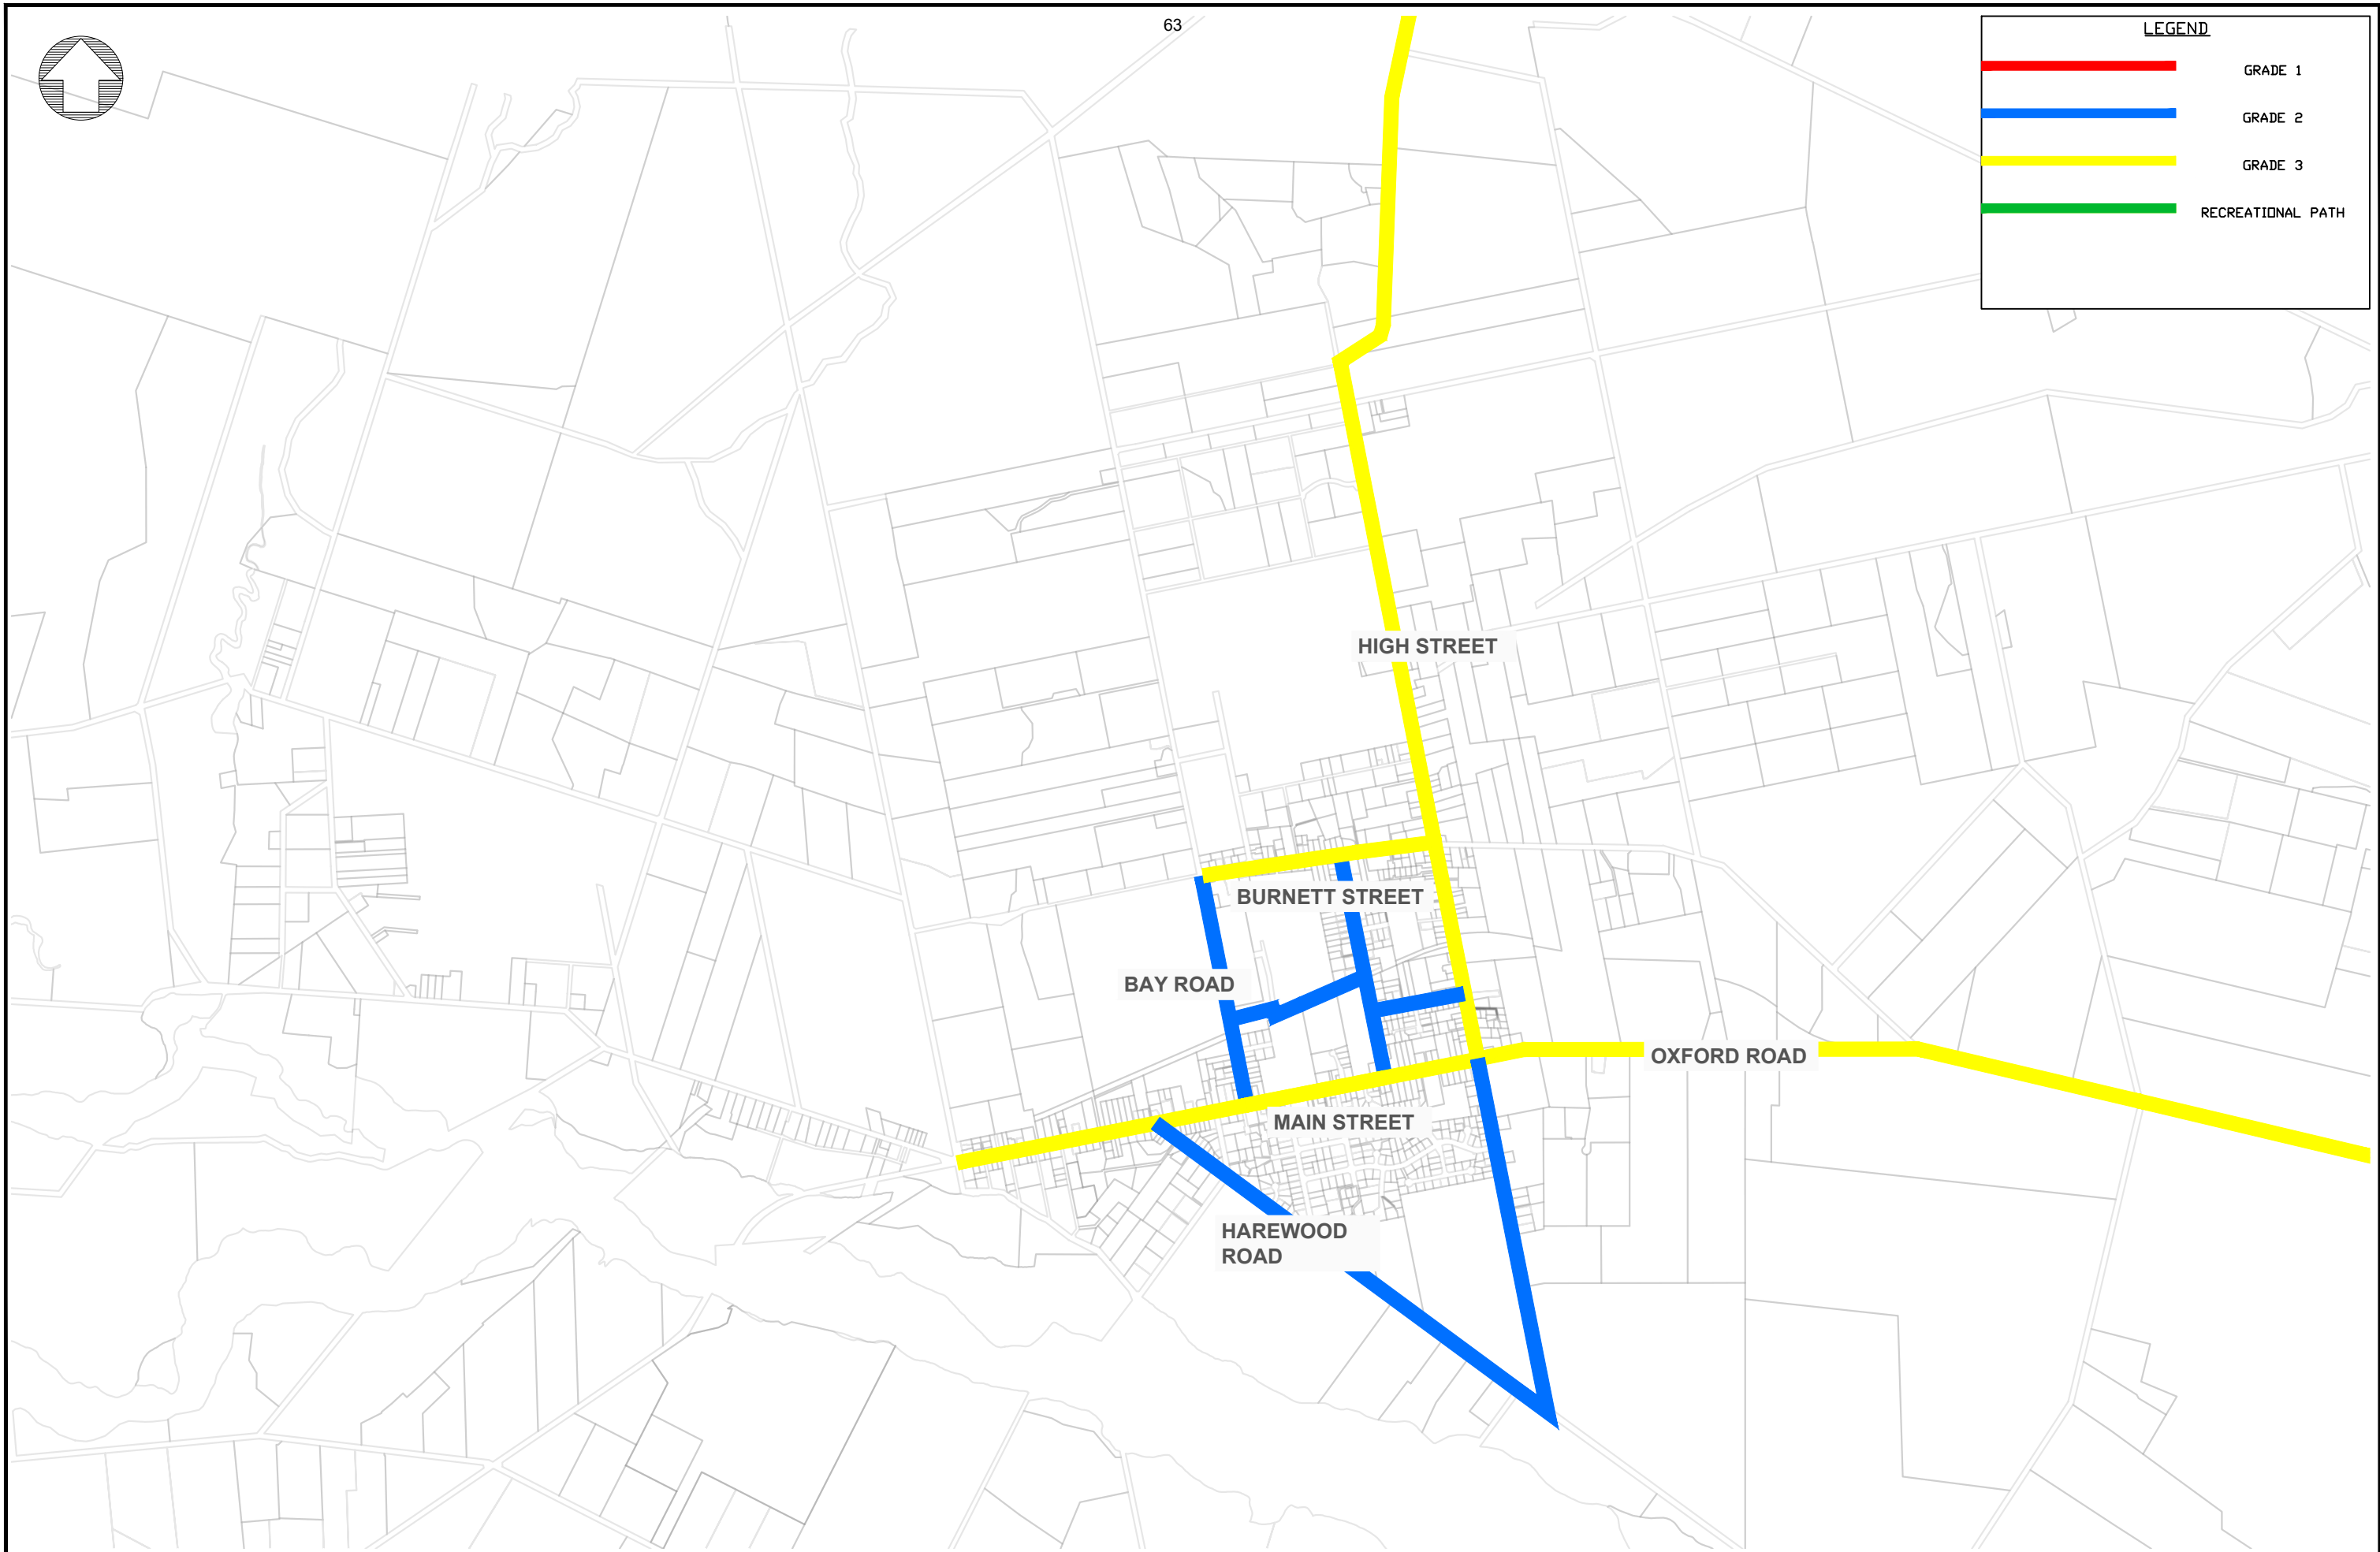 63
LEGEND
GRADE 1
GRADE 2
GRADE 3
RECREATIONAL PATH
HIGH STREET
BURNETT STREET
BAY ROAD
OXFORD ROAD
MAIN STREET
HAREWOOD
ROAD